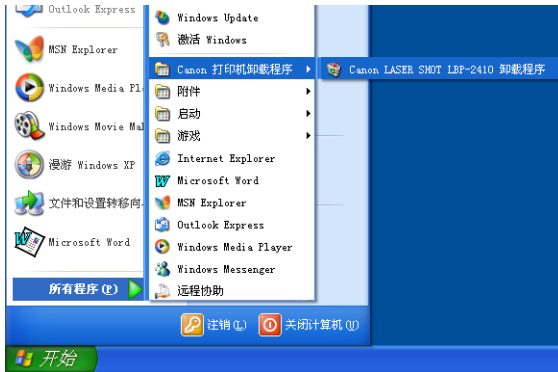 Outlook Express
MSN Explorer
Windows Media Pl
Windows Movie Mal
漫游 Windows XP
文件和设置转移向
Microsoft Word
所有程序(P)
Windows Update
激活 Windows
Canon 打印机卸载程序
附件
启动
游戏
Internet Explorer
Microsoft Word
MSN Explorer
Outlook Express
Windows Media Player
Windows Messenger
远程协助
Canon LASER SHOT LBP-2410 卸载程序
注销(L)
关闭计算机(U)
开始